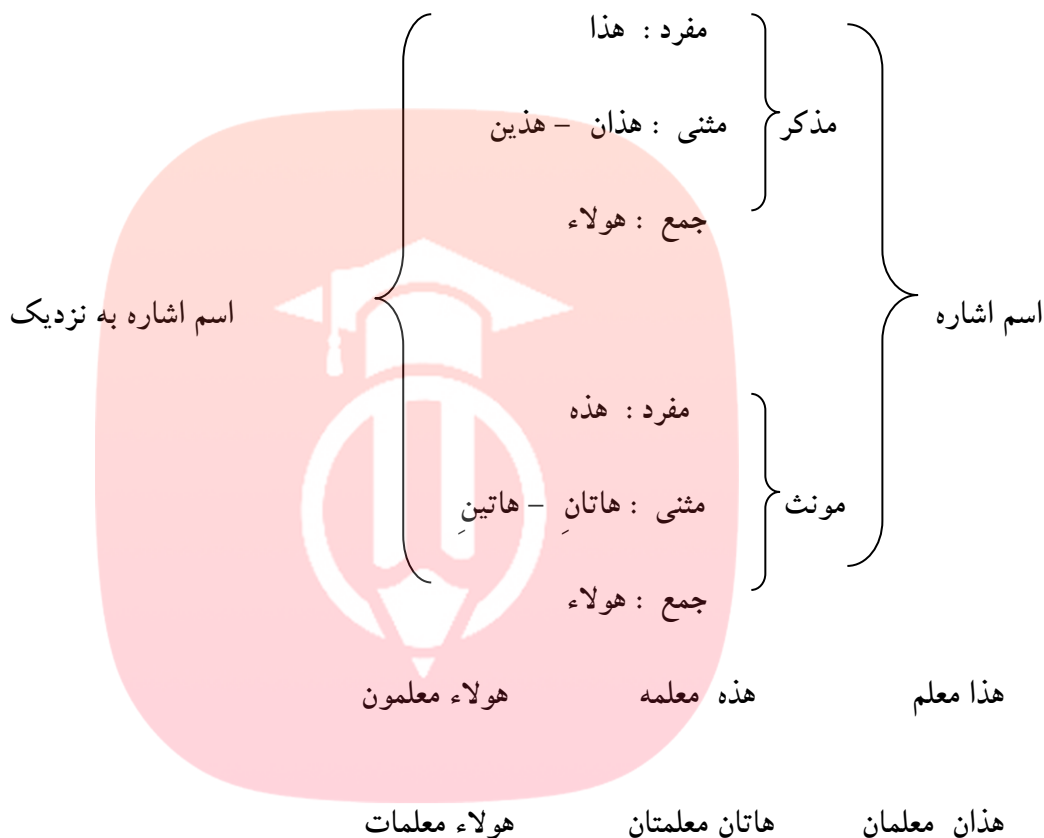 مفرد : هذا
مذکر
مثنی : هذان – هذین
جمع : هولاء
اسم اشاره
اسم اشاره به نزدیک
مفرد : هذه
مونث
مثنی : هاتانِ – هاتینِ
جمع : هولاء
هذا معلم هذه معلمه هولاء معلمون
هذان معلمان هاتان معلمتان هولاء معلمات